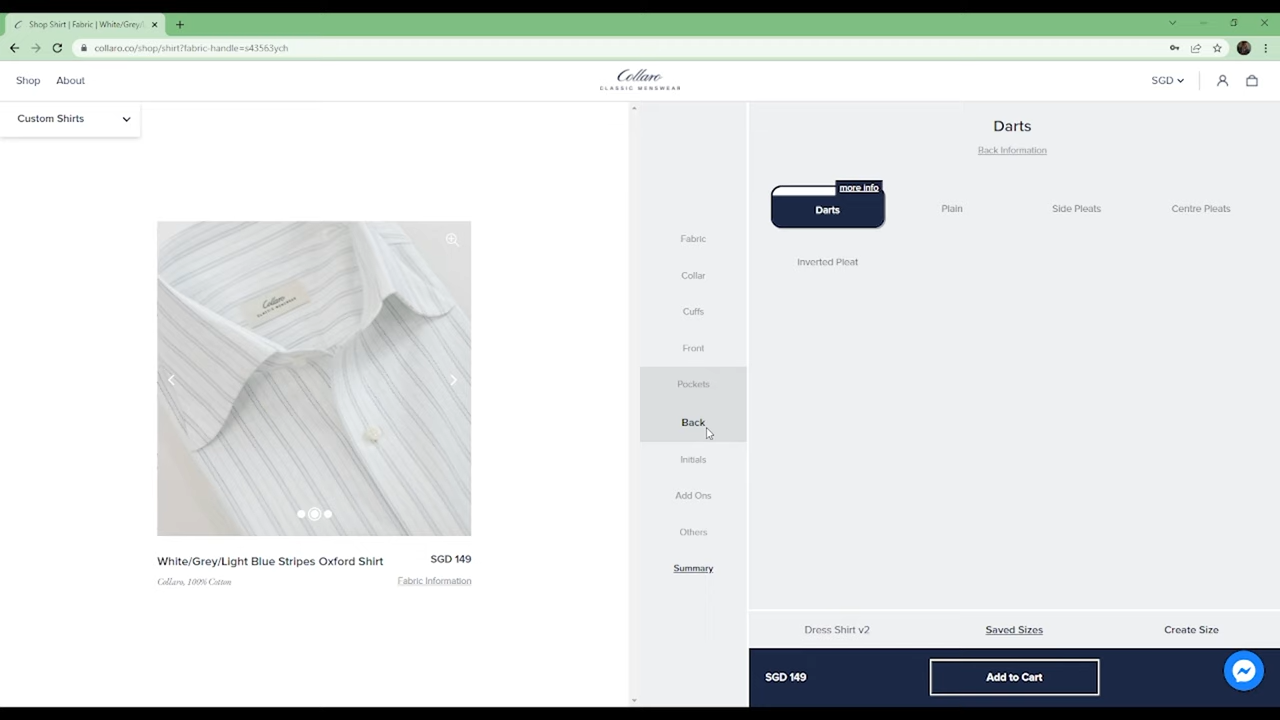 Shop Shirt | Fabric | White/Grey/
collaro.co/shop/shirt?fabric-handle=s43563ych
Shop
About
Collaro
CLASSIC MENSWEAR
SGD
Custom Shirts
Collaro
Fabric
Collar
Cuffs
Front
Pockets
Back
Initials
Add Ons
Others
Summary
Darts
Back Information
more info
Darts
Plain
Side Pleats
Centre Pleats
Inverted Pleat
White/Grey/Light Blue Stripes Oxford Shirt
SGD 149
Collaro, 100% Cotton
Fabric Information
Dress Shirt v2
Saved Sizes
Create Size
SGD 149
Add to Cart